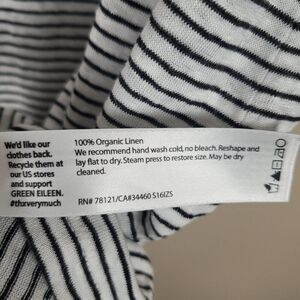 We'd like our
clothes back.
Recycle them at
our US stores
and support
GREEN EILEEN.
#thxverymuch
100% Organic Linen
We recommend hand wash cold, no bleach. Reshape and
lay flat to dry. Steam press to restore size. May be dry
cleaned.
RN# 78121/CA#34460 S16IZS